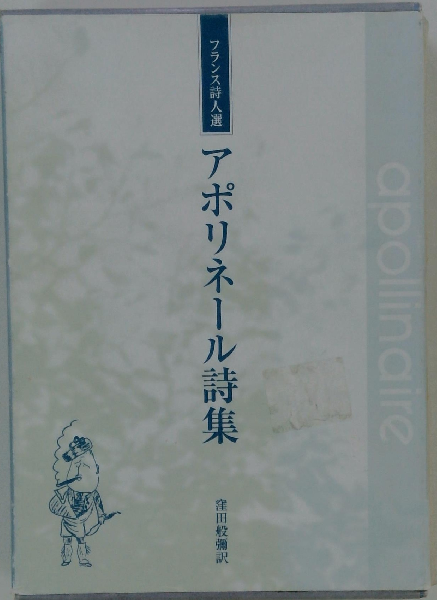 フランス詩人選
アポリネール詩集
窪田般彌訳
apollinaire